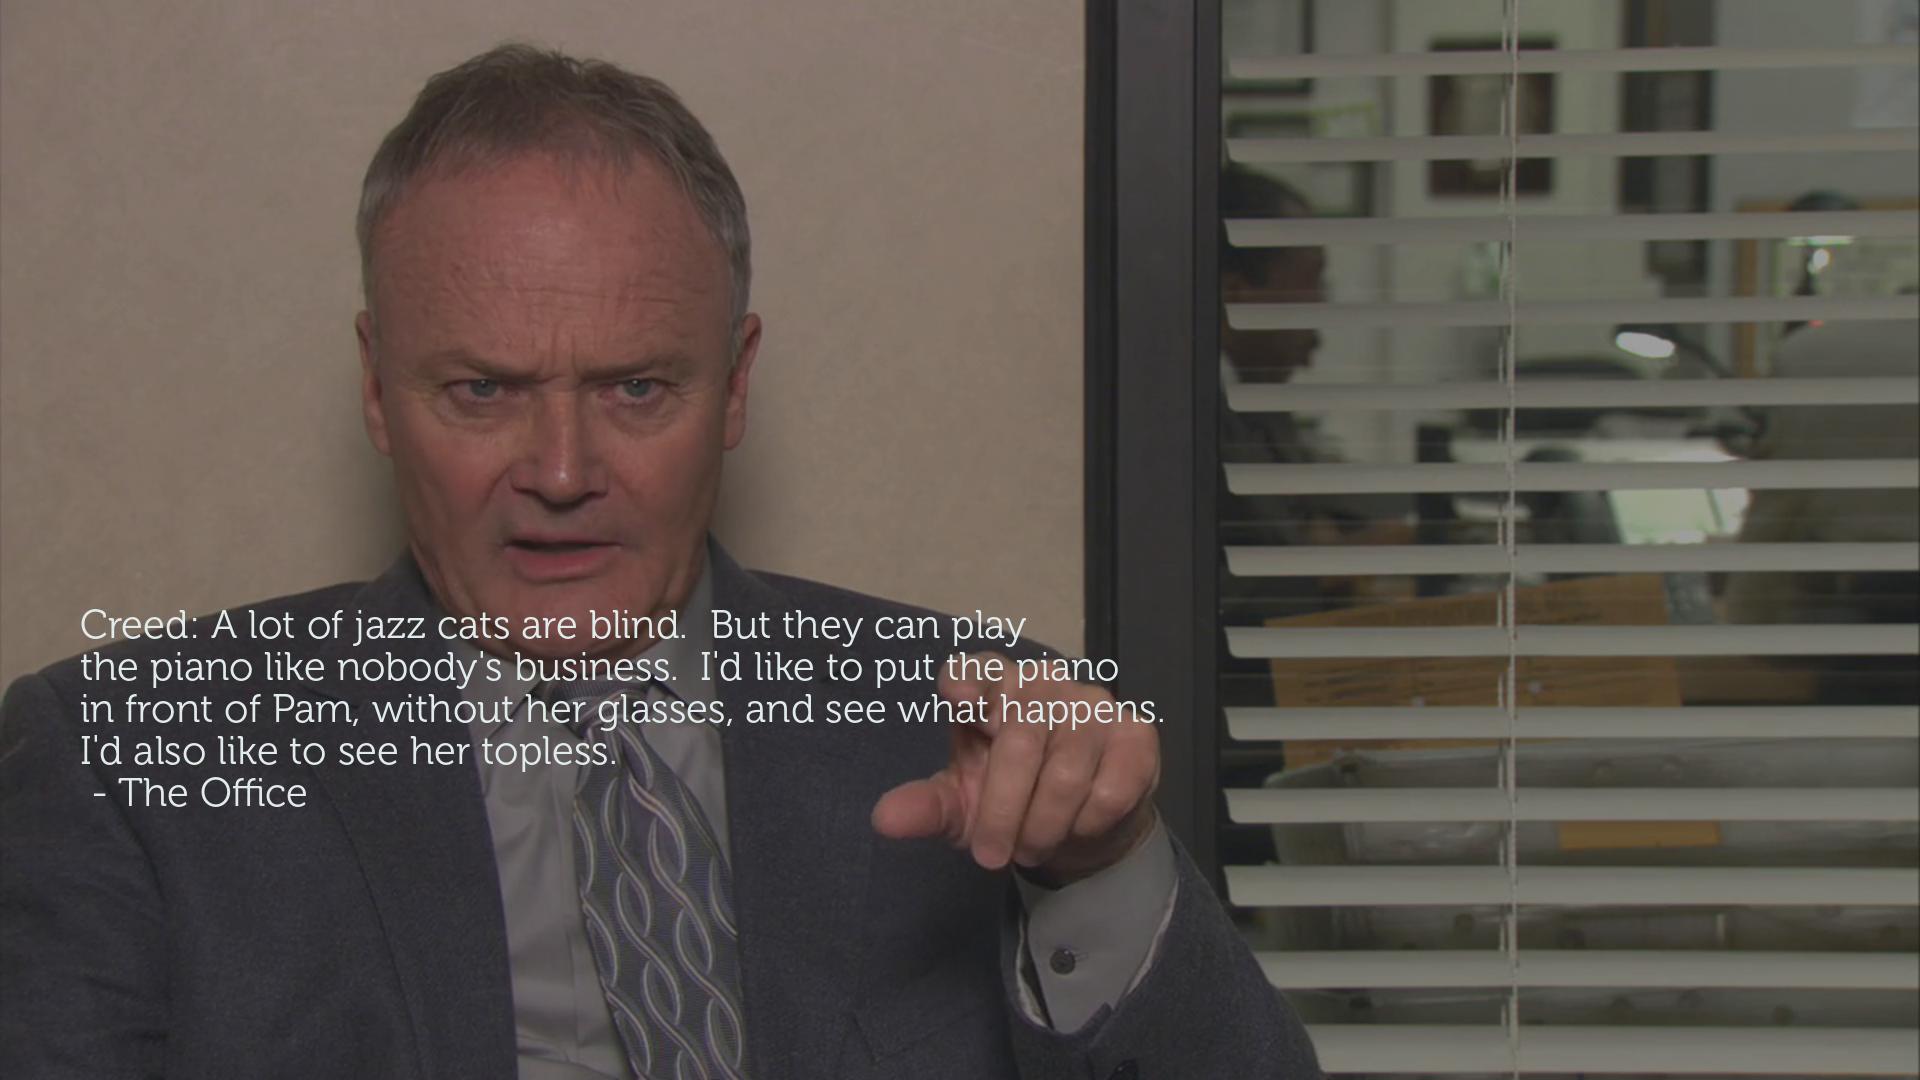 Creed: A lot of jazz cats are blind.  But they can play
the piano like nobody's business.  I'd like to put the piano
in front of Pam, without her glasses, and see what happens.
I'd also like to see her topless.
- The Office